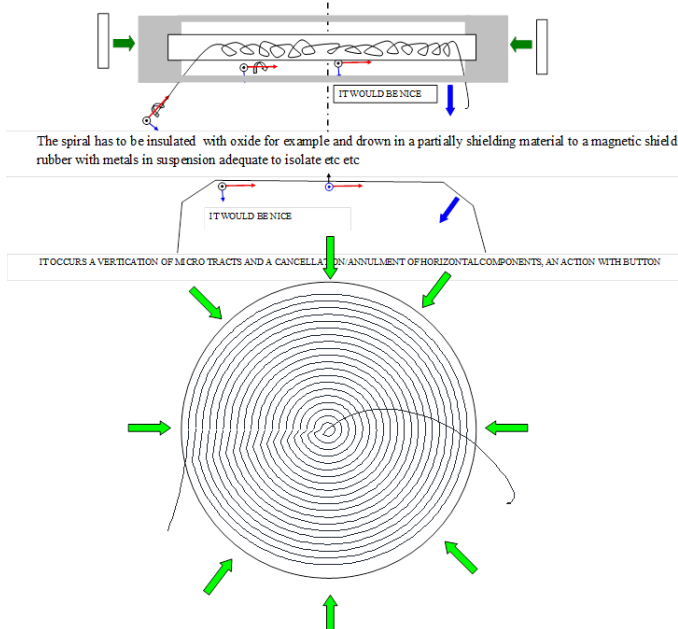 IT WOULD BE NICE
The spiral has to be insulated with oxide for example and drown in a partially shielding material to a magnetic shield
rubber with metals in suspension adequate to isolate etc etc
IT WOULD BE NICE
IT OCCURS A VERTICATION OF MICRO TRACTS AND A CANCELLATION/ANNULMENT OF HORIZONTAL COMPONENTS, AN ACTION WITH BUTTON